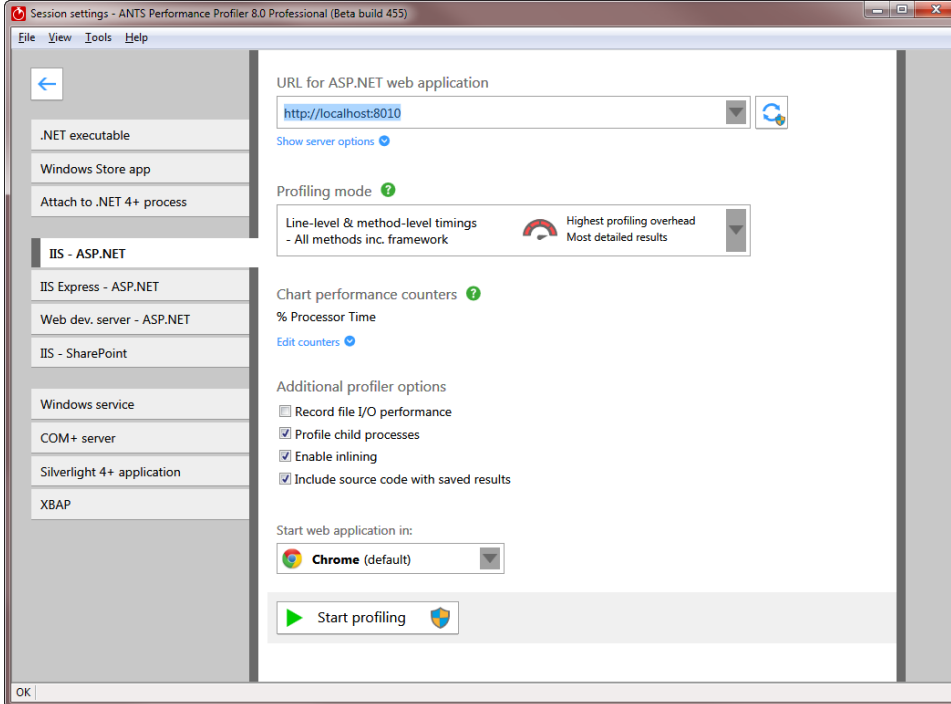 Session settings - ANTS Performance Profiler 8.0 Professional (Beta build 455)
File View Tools Help
.NET executable
Windows Store app
Attach to .NET 4+ process
IIS - ASP.NET
IIS Express - ASP.NET
Web dev. server - ASP.NET
IIS - SharePoint
Windows service
COM+ server
Silverlight 4+ application
XBAP
URL for ASP.NET web application
http://localhost:8010
Show server options
Profiling mode ?
Line-level & method-level timings
- All methods inc. framework
Highest profiling overhead
Most detailed results
Chart performance counters ?
% Processor Time
Edit counters
Additional profiler options
Record file I/O performance
Profile child processes
Enable inlining
Include source code with saved results
Start web application in:
Chrome (default)
Start profiling
OK